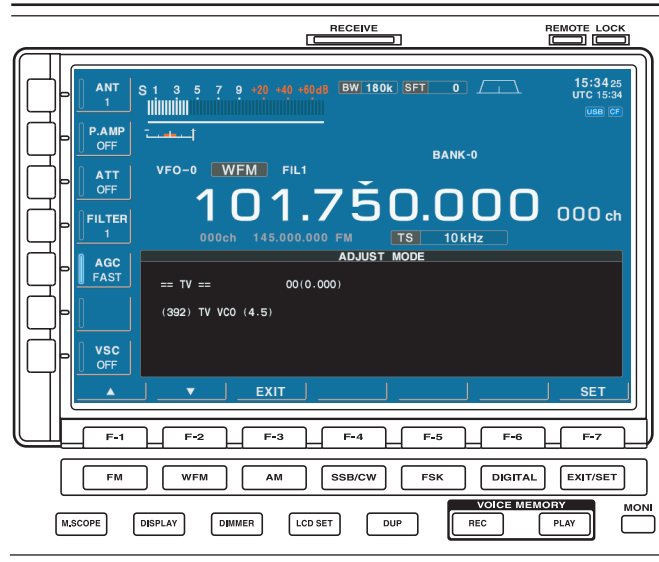 RECEIVE REMOTE LOCK
ANT
1
S 1 3 5 7 9 +20 +40 +60dB BW 180k SFT 0 15:34 25
UTC 15:34
USB CF
P.AMP
OFF
BANK-0
ATT
OFF
VFO-0 WFM FIL1
101.750.000 000 ch
FILTER
1
000ch 145.000.000 FM TS 10kHz
ADJUST MODE
AGC
FAST
== TV == 00(0.000)
(392) TV VCO (4.5)
VSC
OFF
▲ ▼ EXIT SET
F-1 F-2 F-3 F-4 F-5 F-6 F-7
FM WFM AM SSB/CW FSK DIGITAL EXIT/SET
VOICE MEMORY MONI
M.SCOPE DISPLAY DIMMER LCD SET DUP REC PLAY